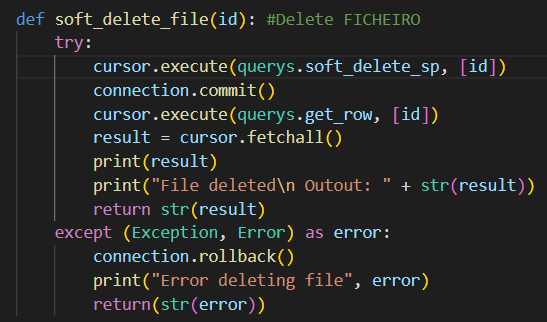 def soft_delete_file(id): #Delete FICHEIRO
    try:
        cursor.execute(querys.soft_delete_sp, [id])
        connection.commit()
        cursor.execute(querys.get_row, [id])
        result = cursor.fetchall()
        print(result)
        print("File deleted\n Outout: " + str(result))
        return str(result)
    except (Exception, Error) as error:
        connection.rollback()
        print("Error deleting file", error)
        return(str(error))